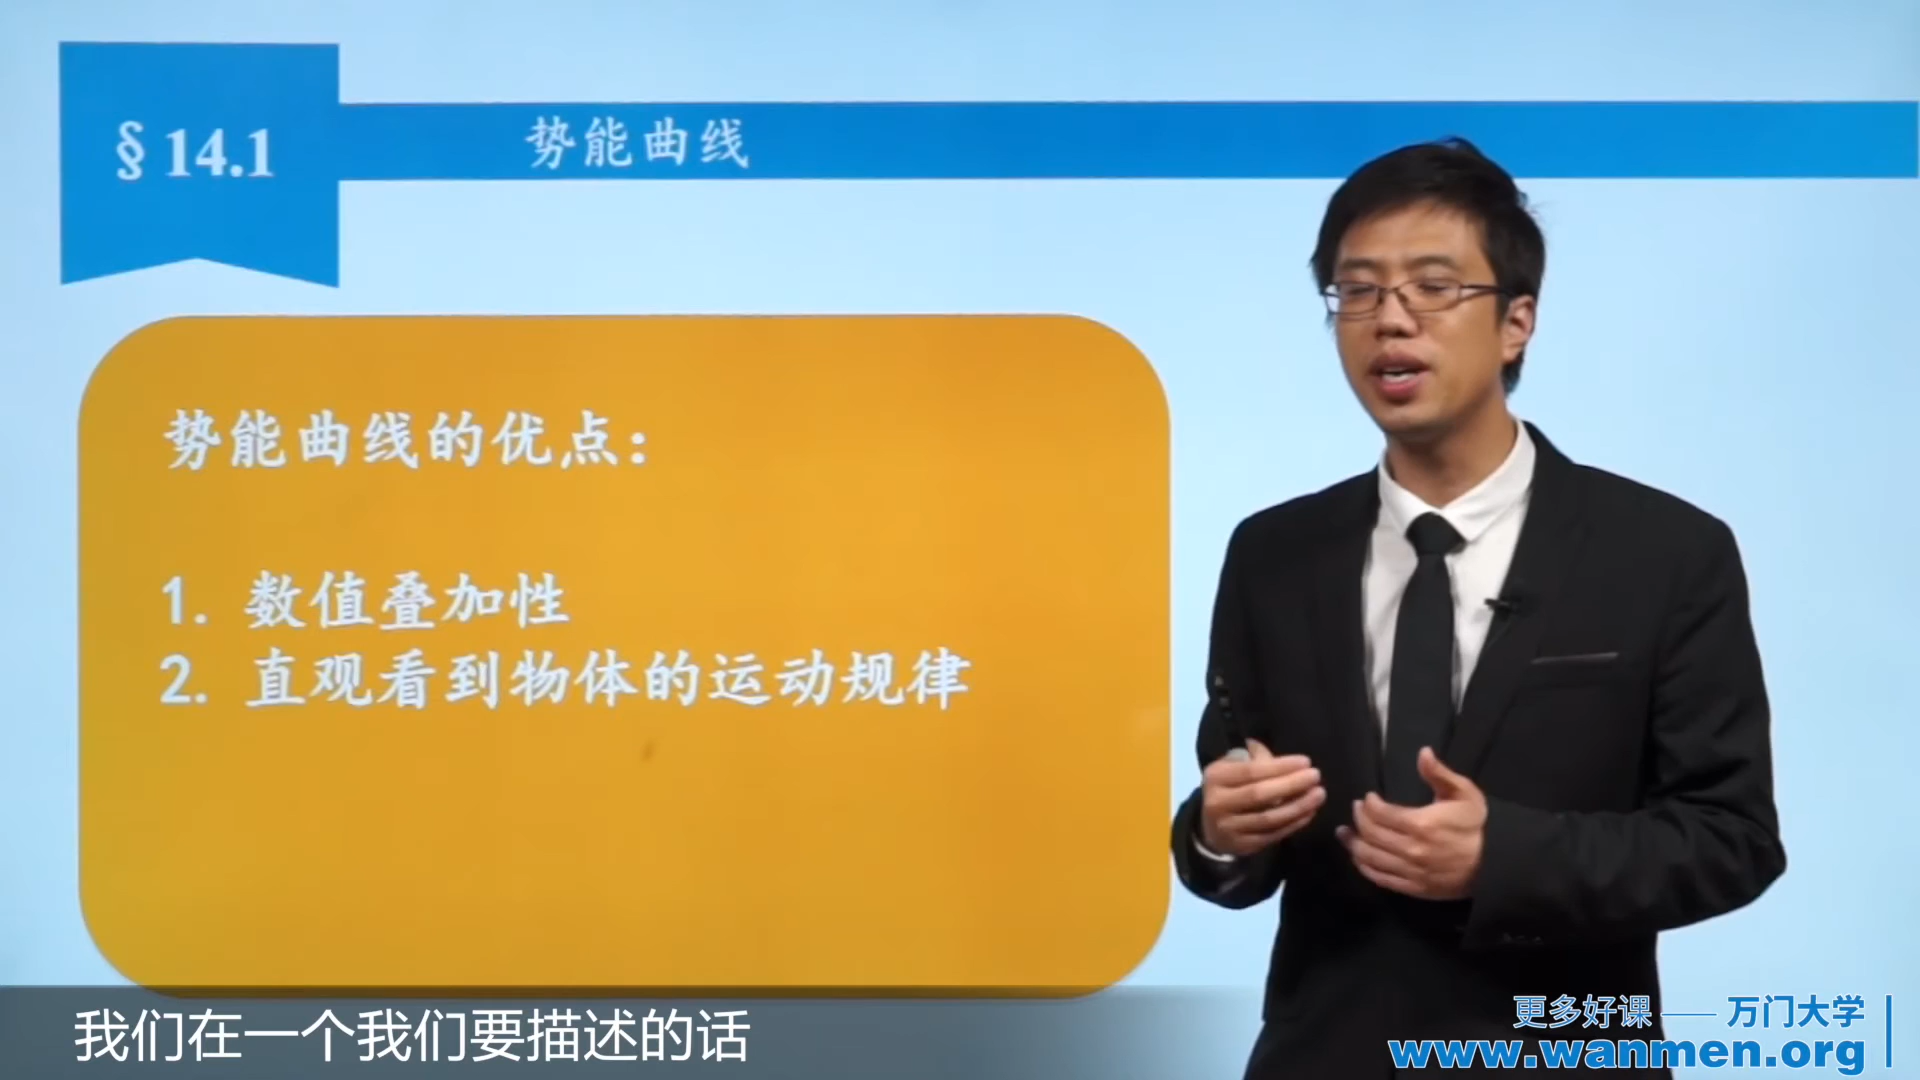 § 14.1
势能曲线
势能曲线的优点：
1. 数值叠加性
2. 直观看到物体的运动规律
我们在一个我们要描述的话
更多好课 —— 万门大学
www.wanmen.org